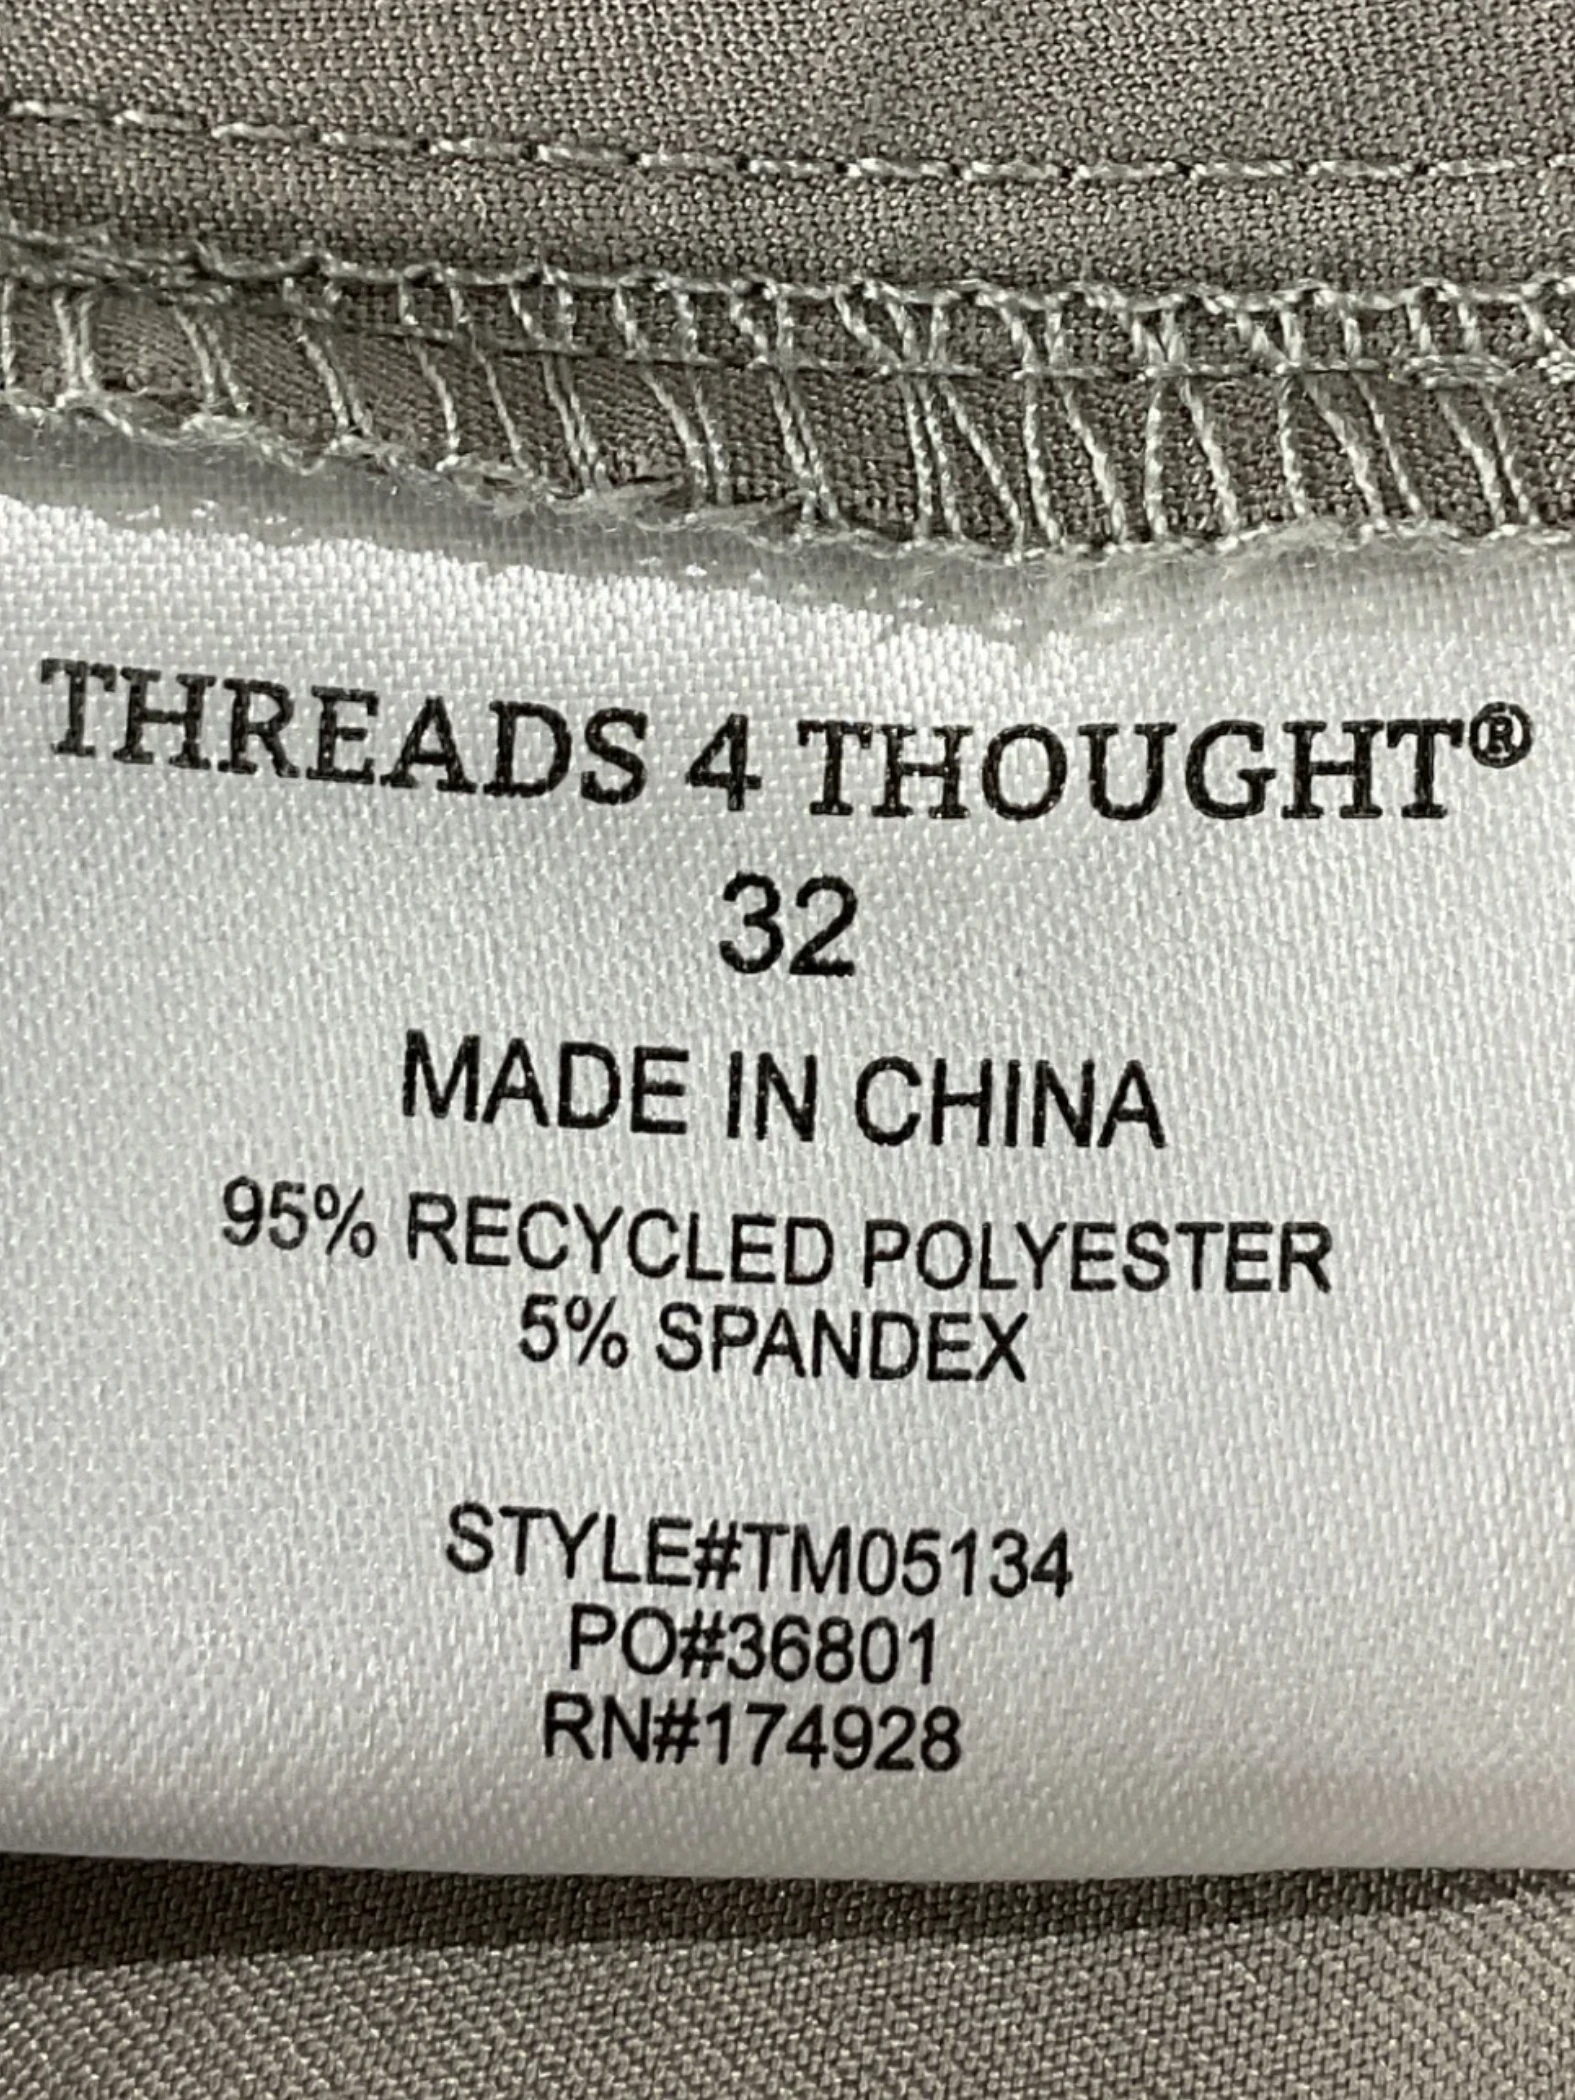 THREADS 4 THOUGHT®
32
MADE IN CHINA
95% RECYCLED POLYESTER
5% SPANDEX
STYLE#TM05134
PO#36801
RN#174928